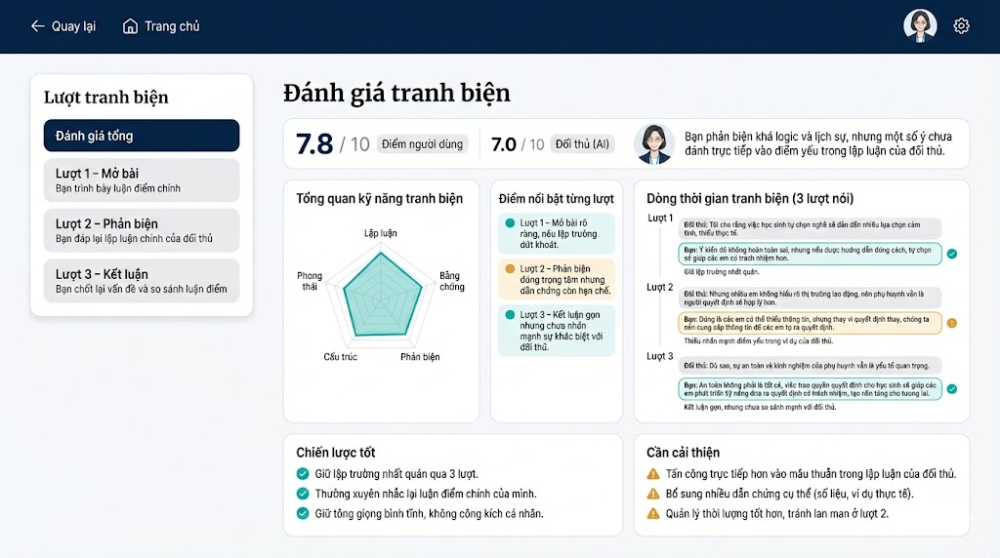 Quay lại
Trang chủ
Lượt tranh biện
Đánh giá tổng
Lượt 1 – Mở bài
Bạn trình bày luận điểm chính
Lượt 2 – Phản biện
Bạn đáp lại lập luận chính của đối thủ
Lượt 3 – Kết luận
Bạn chốt lại vấn đề và so sánh luận điểm
Đánh giá tranh biện
7.8 / 10 Điểm người dùng
7.0 / 10 Đối thủ (AI)
Bạn phản biện khá logic và lịch sự, nhưng một số ý chưa
đánh trực tiếp vào điểm yếu trong lập luận của đối thủ.
Tổng quan kỹ năng tranh biện
Lập luận
Phong
thái
Bằng
chóng
Cấu trúc
Phản biện
Điểm nổi bật từng lượt
Lượt 1 – Mở bài rõ
ràng, nêu lập trường
dứt khoát.
Lượt 2 – Phản biện
đúng trọng tâm nhưng
dẫn chứng còn hạn chế.
Lượt 3 – Kết luận gọn
nhưng chưa nhấn
mạnh sự khác biệt với
đối thủ.
Dòng thời gian tranh biện (3 lượt nói)
Lượt 1
Đối thủ: Tôi cho rằng việc học sinh tự chọn nghề sẽ dẫn đến nhiều lựa chọn cảm
tính, thiếu thực tế.
Bạn: Ý kiến đó không hoàn toàn sai, nhưng nếu được hướng dẫn đúng cách, tự chọn
sẽ giúp các em có trách nhiệm hơn.
Giữ lập trường nhất quán.
Lượt 2
Đối thủ: Nhưng nhiều em không hiểu rõ thị trường lao động, nên phụ huynh vẫn là
người quyết định sẽ hợp lý hơn.
Bạn: Đúng là các em có thể thiếu thông tin, nhưng thay vì quyết định thay, chúng ta
nên cung cấp thông tin để các em tự ra quyết định.
Thiếu nhấn mạnh điểm yếu trong ví dụ của đối thủ.
Lượt 3
Đối thủ: Dù sao, sự an toàn và kinh nghiệm của phụ huynh vẫn là yếu tố quan trọng.
Bạn: An toàn không phải là tất cả, việc trao quyền quyết định cho học sinh sẽ giúp các
em phát triển kỹ năng đưa ra quyết định có trách nhiệm, tạo nền tảng cho tương lai.
Kết luận gọn, nhưng chưa so sánh mạnh với đối thủ.
Chiến lược tốt
Giữ lập trường nhất quán qua 3 lượt.
Thường xuyên nhắc lại luận điểm chính của mình.
Giữ tông giọng bình tĩnh, không công kích cá nhân.
Cần cải thiện
Tấn công trực tiếp hơn vào mâu thuẫn trong lập luận của đối thủ.
Bổ sung nhiều dẫn chứng cụ thể (số liệu, ví dụ thực tế).
Quản lý thời lượng tốt hơn, tránh lan man ở lượt 2.